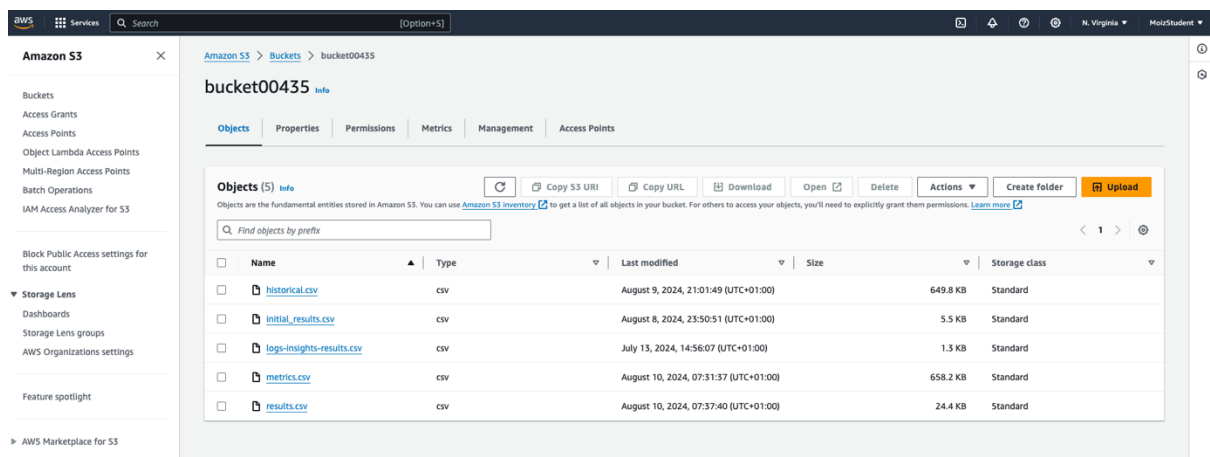 aws Services Search [Option+S] N. Virginia ▼ MoizStudent ▼
Amazon S3
Buckets
Access Grants
Access Points
Object Lambda Access Points
Multi-Region Access Points
Batch Operations
IAM Access Analyzer for S3
Block Public Access settings for
this account
▼ Storage Lens
Dashboards
Storage Lens groups
AWS Organizations settings
Feature spotlight
▶ AWS Marketplace for S3
Amazon S3 > Buckets > bucket00435
bucket00435 Info
Objects Properties Permissions Metrics Management Access Points
Objects (5) Info Copy S3 URI Copy URL Download Open Delete Actions ▼ Create folder Upload
Objects are the fundamental entities stored in Amazon S3. You can use Amazon S3 inventory to get a list of all objects in your bucket. For others to access your objects, you'll need to explicitly grant them permissions. Learn more
Find objects by prefix < 1 >
Name Type Last modified Size Storage class
historical.csv csv August 9, 2024, 21:01:49 (UTC+01:00) 649.8 KB Standard
initial_results.csv csv August 8, 2024, 23:50:51 (UTC+01:00) 5.5 KB Standard
logs-insights-results.csv csv July 13, 2024, 14:56:07 (UTC+01:00) 1.3 KB Standard
metrics.csv csv August 10, 2024, 07:31:37 (UTC+01:00) 658.2 KB Standard
results.csv csv August 10, 2024, 07:37:40 (UTC+01:00) 24.4 KB Standard